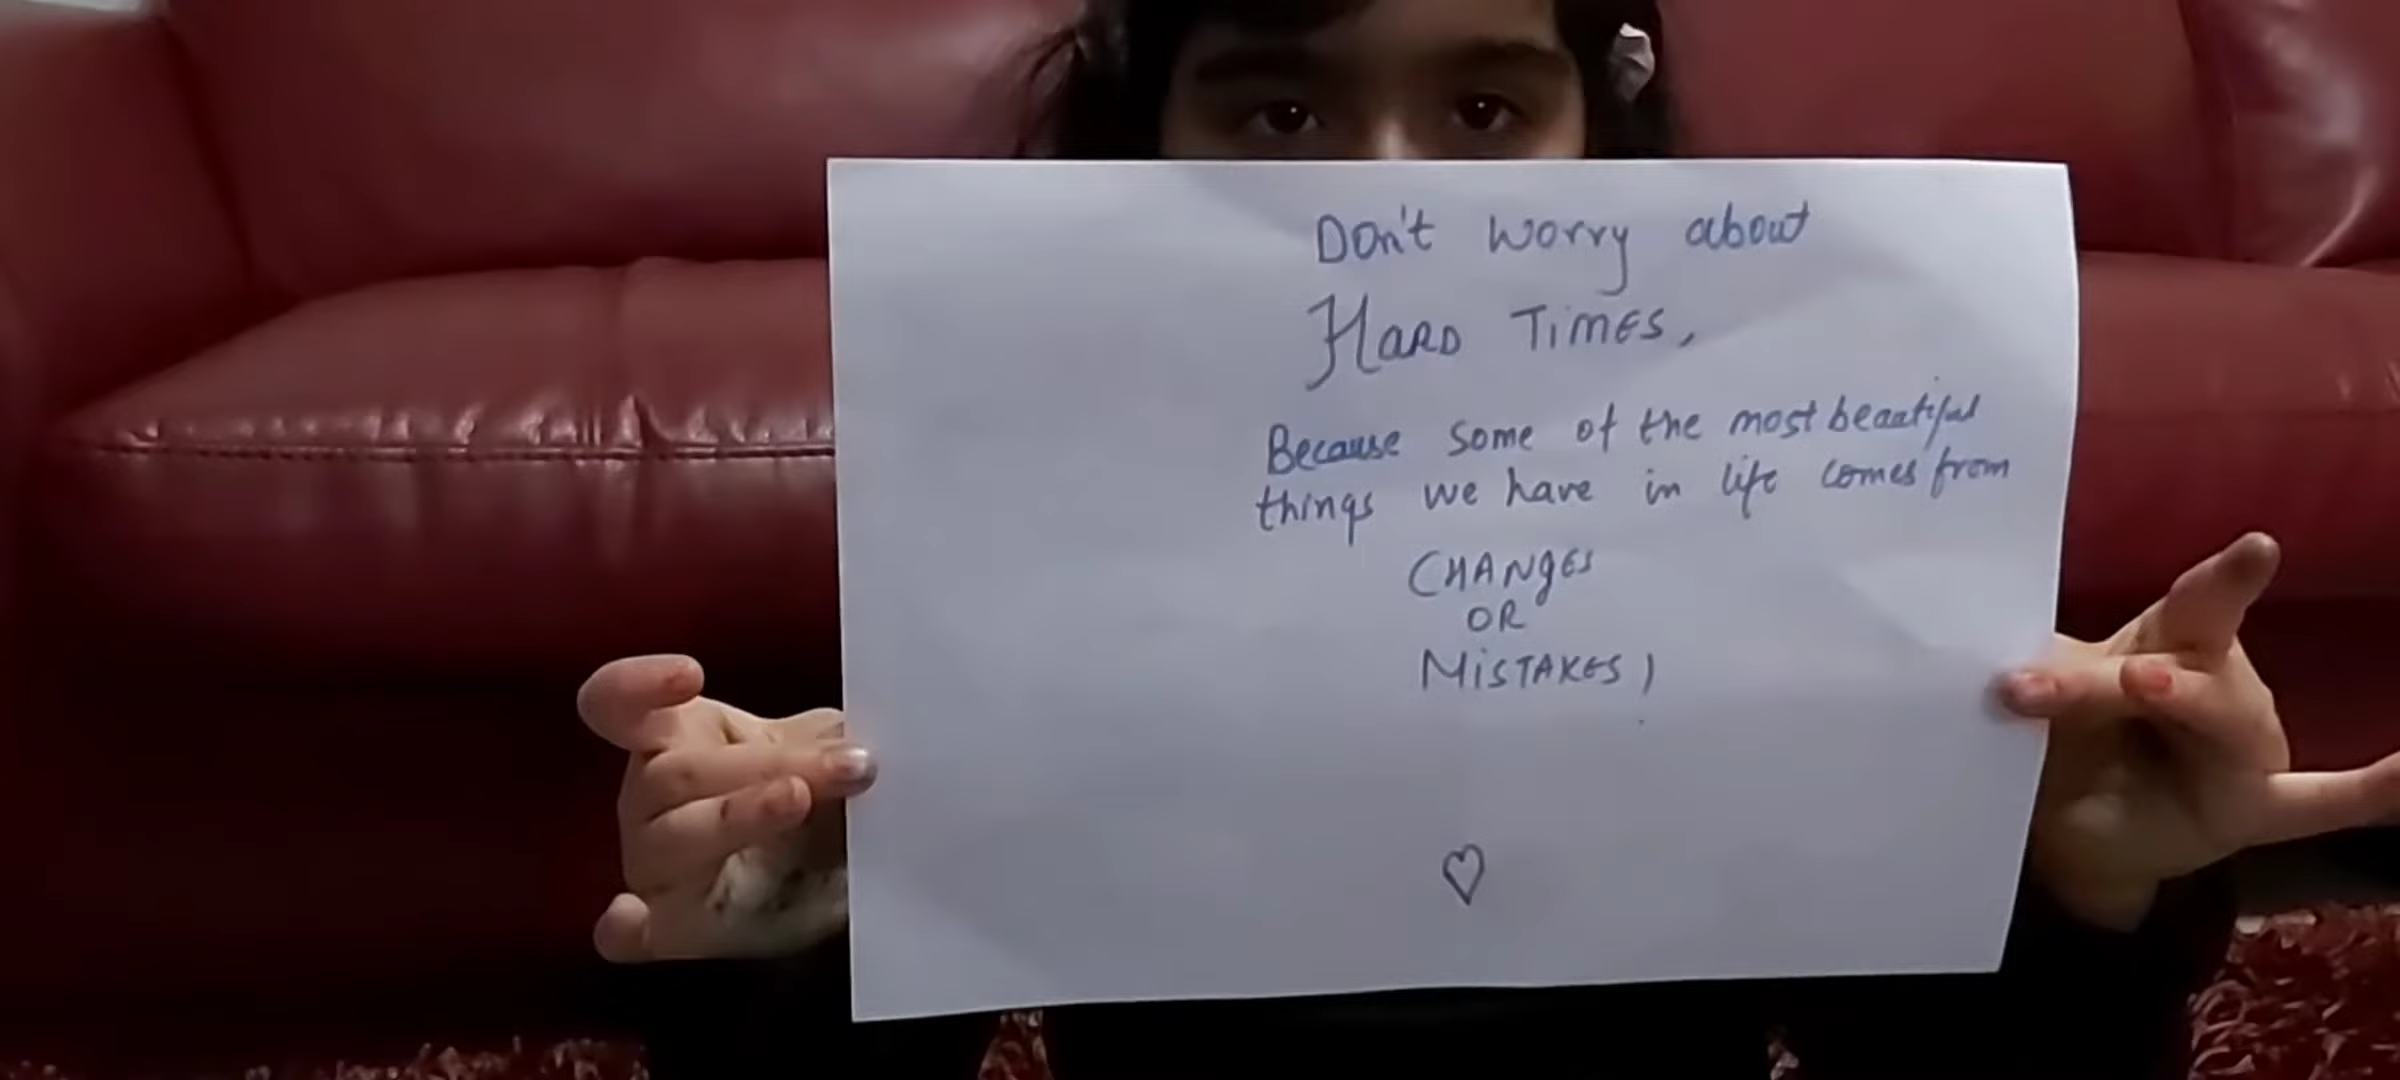 Don't worry about
HARD TIMES,
Because some of the most beautiful
things we have in life comes from
CHANGES
OR
MISTAKES!